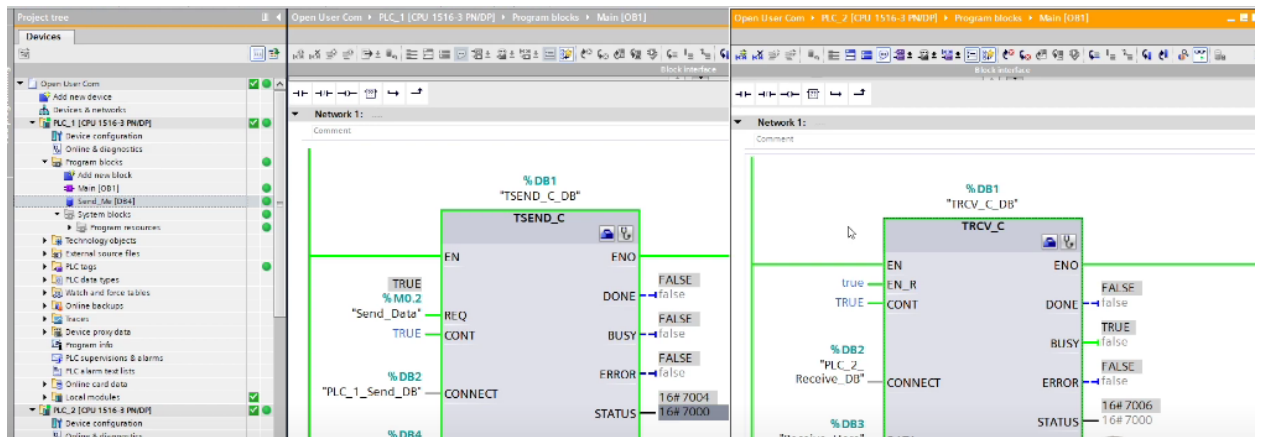 Project tree
Devices
Open User Com
Add new device
Devices & networks
PLC_1 [CPU 1516-3 PN/DP]
Device configuration
Online & diagnostics
Program blocks
Add new block
Main [OB1]
Send_Me [DB4]
System blocks
Program resources
Technology objects
External source files
PLC tags
PLC data types
Watch and force tables
Online backups
Traces
Device proxy data
Program info
PLC supervisions & alarms
PLC alarm text lists
Online card data
Local modules
PLC_2 [CPU 1516-3 PN/DP]
Device configuration
Online & diagnostics
Open User Com ▸ PLC_1 [CPU 1516-3 PN/DP] ▸ Program blocks ▸ Main [OB1]
Block interface
Network 1: ....
Comment
%DB1
"TSEND_C_DB"
TSEND_C
EN ENO
TRUE
%M0.2
"Send_Data"
REQ
TRUE CONT
%DB2
"PLC_1_Send_DB" CONNECT
%DB4
FALSE
DONE false
FALSE
BUSY false
FALSE
ERROR false
16#7004
STATUS 16#7000
Open User Com ▸ PLC_2 [CPU 1516-3 PN/DP] ▸ Program blocks ▸ Main [OB1]
Block interface
Network 1: ....
Comment
%DB1
"TRCV_C_DB"
TRCV_C
EN ENO
true EN_R
TRUE CONT
%DB2
"PLC_2_
Receive_DB" CONNECT
%DB3
FALSE
DONE false
TRUE
BUSY false
FALSE
ERROR false
16#7006
STATUS 16#7000